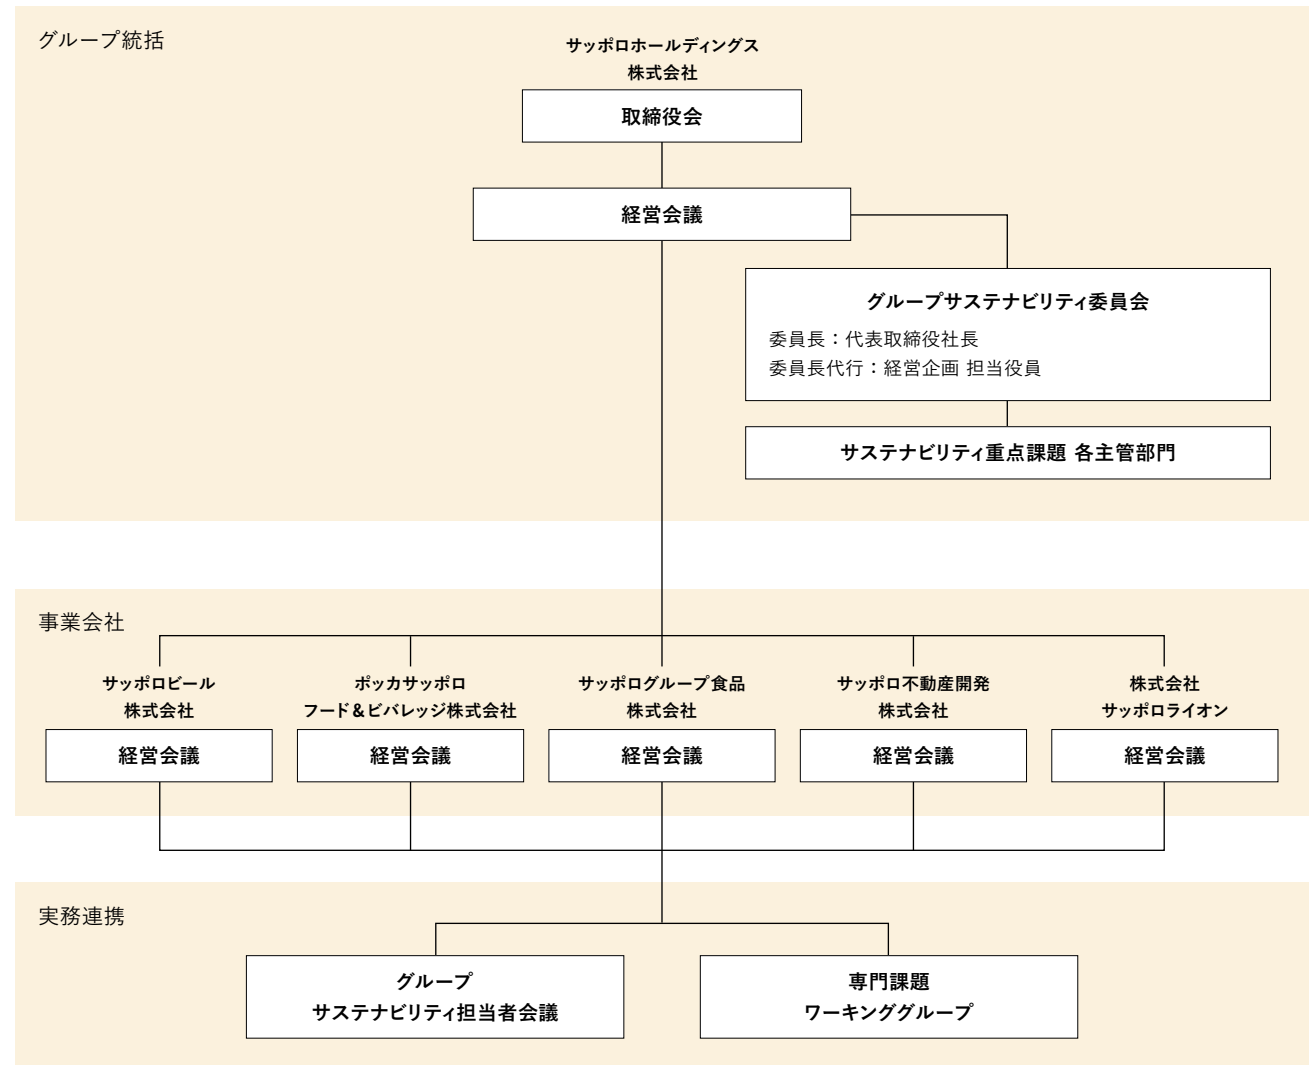 グループ統括
サッポロホールディングス
株式会社
取締役会
経営会議
グループサステナビリティ委員会
委員長：代表取締役社長
委員長代行：経営企画 担当役員
サステナビリティ重点課題 各主管部門
事業会社
サッポロビール
株式会社
経営会議
ポッカサッポロ
フード＆ビバレッジ株式会社
経営会議
サッポログループ食品
株式会社
経営会議
サッポロ不動産開発
株式会社
経営会議
株式会社
サッポロライオン
経営会議
実務連携
グループ
サステナビリティ担当者会議
専門課題
ワーキンググループ